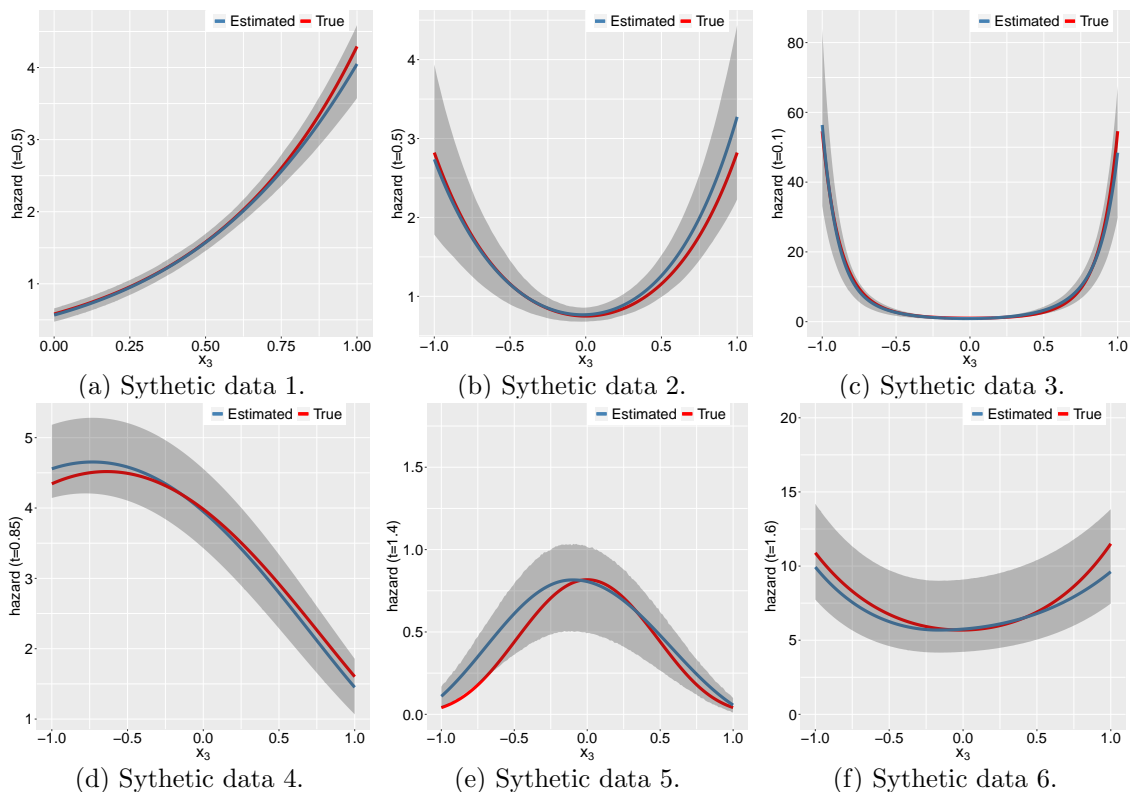 Estimated True
4
3
2
1
hazard (t=0.5)
0.00 0.25 0.50 0.75 1.00
x3
(a) Sythetic data 1.
Estimated True
4
3
2
1
hazard (t=0.5)
−1.0 −0.5 0.0 0.5 1.0
x3
(b) Sythetic data 2.
Estimated True
80
60
40
20
0
hazard (t=0.1)
−1.0 −0.5 0.0 0.5 1.0
x3
(c) Sythetic data 3.
Estimated True
5
4
3
2
1
hazard (t=0.85)
−1.0 −0.5 0.0 0.5 1.0
x3
(d) Sythetic data 4.
Estimated True
1.5
1.0
0.5
0.0
hazard (t=1.4)
−1.0 −0.5 0.0 0.5 1.0
x3
(e) Sythetic data 5.
Estimated True
20
15
10
5
0
hazard (t=1.6)
−1.0 −0.5 0.0 0.5 1.0
x3
(f) Sythetic data 6.